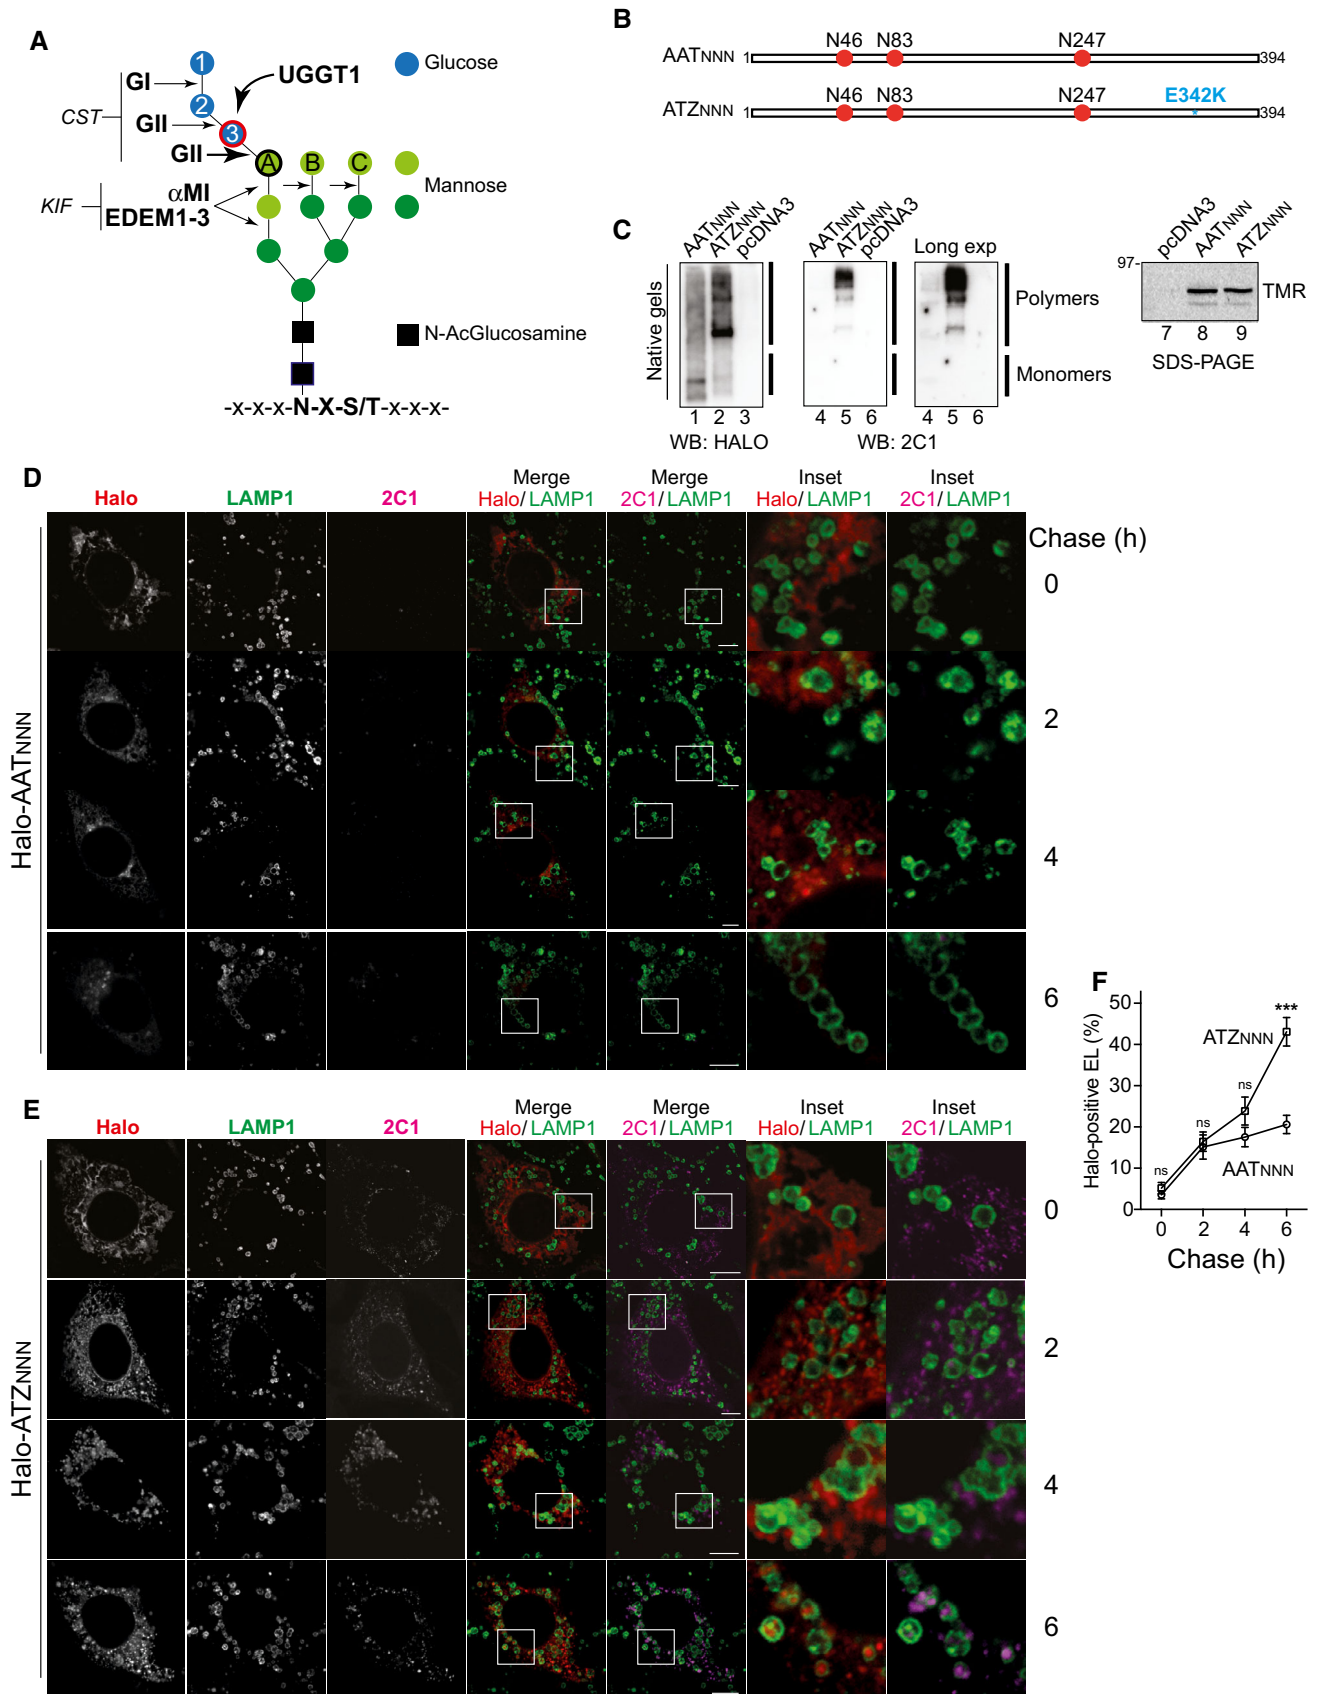 A
1
2
3
GI
GII
GII
CST
UGGT1
Glucose
A
B
C
Mannose
αMI
EDEM1-3
KIF
N-AcGlucosamine
-x-x-x-N-X-S/T-x-x-x-
B
N46 N83 N247
AATNNN 1 394
N46 N83 N247 E342K
*
ATZNNN 1 394
C
AATNNN
ATZNNN
pcDNA3
Native gels
1 2 3
WB: HALO
AATNNN
ATZNNN
pcDNA3
4 5 6
Long exp
4 5 6
WB: 2C1
Polymers
Monomers
pcDNA3
AATNNN
ATZNNN
97-
TMR
7 8 9
SDS-PAGE
D
Halo
LAMP1
2C1
Merge
Halo/LAMP1
Merge
2C1/LAMP1
Inset
Halo/LAMP1
Inset
2C1/LAMP1
Chase (h)
0
2
4
6
Halo-AATNNN
E
Halo
LAMP1
2C1
Merge
Halo/LAMP1
Merge
2C1/LAMP1
Inset
Halo/LAMP1
Inset
2C1/LAMP1
0
2
4
6
Halo-ATZNNN
F
Halo-positive EL (%)
50
40
30
20
10
0
ns
ns
ns
***
ATZNNN
AATNNN
0 2 4 6
Chase (h)